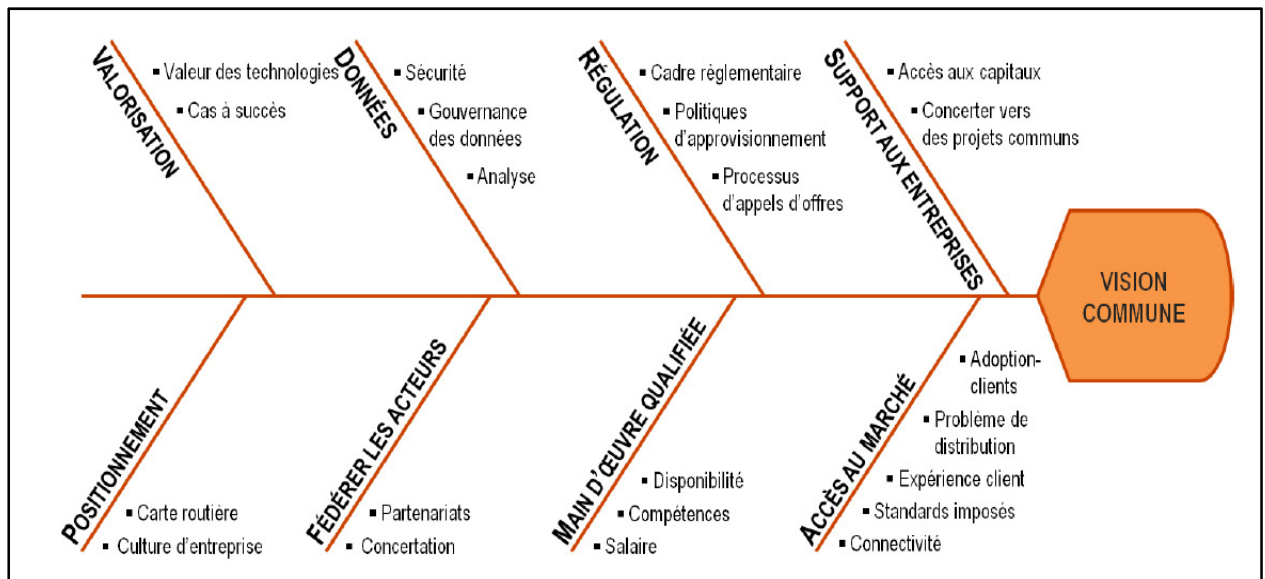 VALORISATION
▪ Valeur des technologies
▪ Cas à succès
DONNÉES
▪ Sécurité
▪ Gouvernance
des données
▪ Analyse
RÉGULATION
▪ Cadre règlementaire
▪ Politiques
d'approvisionnement
▪ Processus
d'appels d'offres
SUPPORT AUX ENTREPRISES
▪ Accès aux capitaux
▪ Concerter vers
des projets communs
VISION
COMMUNE
POSITIONNEMENT
▪ Carte routière
▪ Culture d'entreprise
FÉDÉRER LES ACTEURS
▪ Partenariats
▪ Concertation
MAIN D'ŒUVRE QUALIFIÉE
▪ Disponibilité
▪ Compétences
▪ Salaire
ACCÈS AU MARCHÉ
▪ Adoption-
clients
▪ Problème de
distribution
▪ Expérience client
▪ Standards imposés
▪ Connectivité